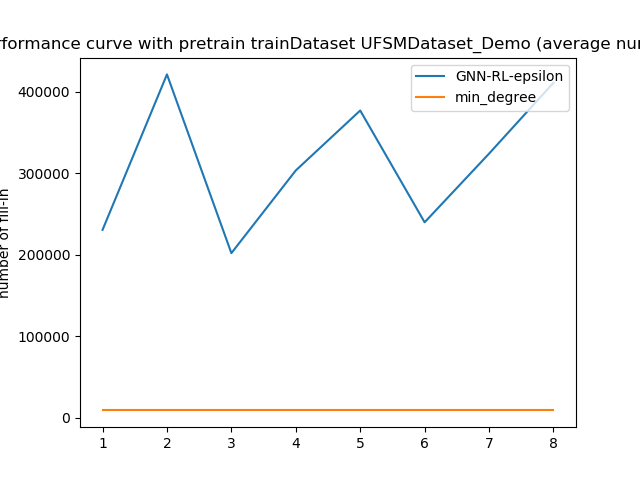 rformance curve with pretrain trainDataset UFSMDataset_Demo (average nur
GNN-RL-epsilon
min_degree
number of fill-in
400000
300000
200000
100000
0
1 2 3 4 5 6 7 8